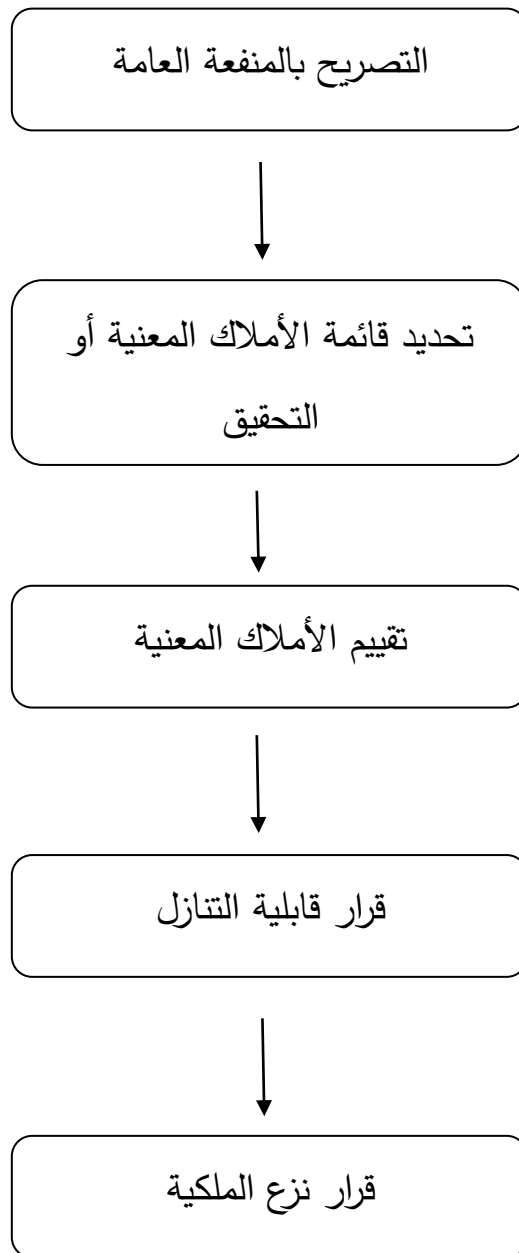 التصريح بالمنفعة العامة
تحديد قائمة الأملاك المعنية أو
التحقيق
تقييم الأملاك المعنية
قرار قابلية التنازل
قرار نزع الملكية